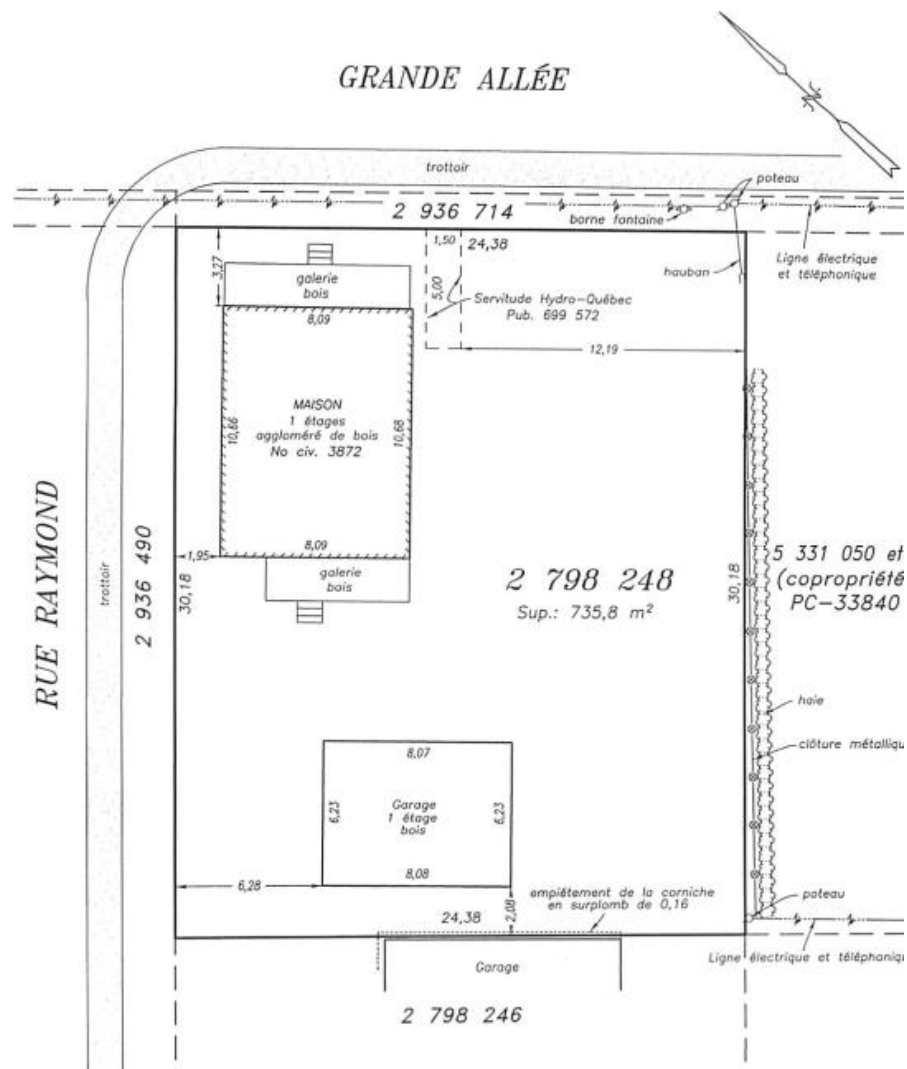 GRANDE ALLÉE
N
trottoir
poteau
2 936 714
borne fontaine
1,50
24,38
hauban
Ligne électrique
et téléphonique
3,27
galerie
bois
5,00
Servitude Hydro-Québec
Pub. 699 572
8,09
12,19
MAISON
1 étages
aggloméré de bois
No civ. 3872
10,66
10,68
RUE RAYMOND
trottoir
2 936 490
1,95
8,09
30,18
galerie
bois
2 798 248
Sup.: 735,8 m²
30,18
5 331 050 et
(copropriété
PC-33840
haie
clôture métalliqu
8,07
6,23
Garage
1 étage
bois
6,23
8,08
6,28
24,38
2,08
empiétement de la corniche
en surplomb de 0,16
poteau
Ligne électrique et téléphoniqu
Garage
2 798 246